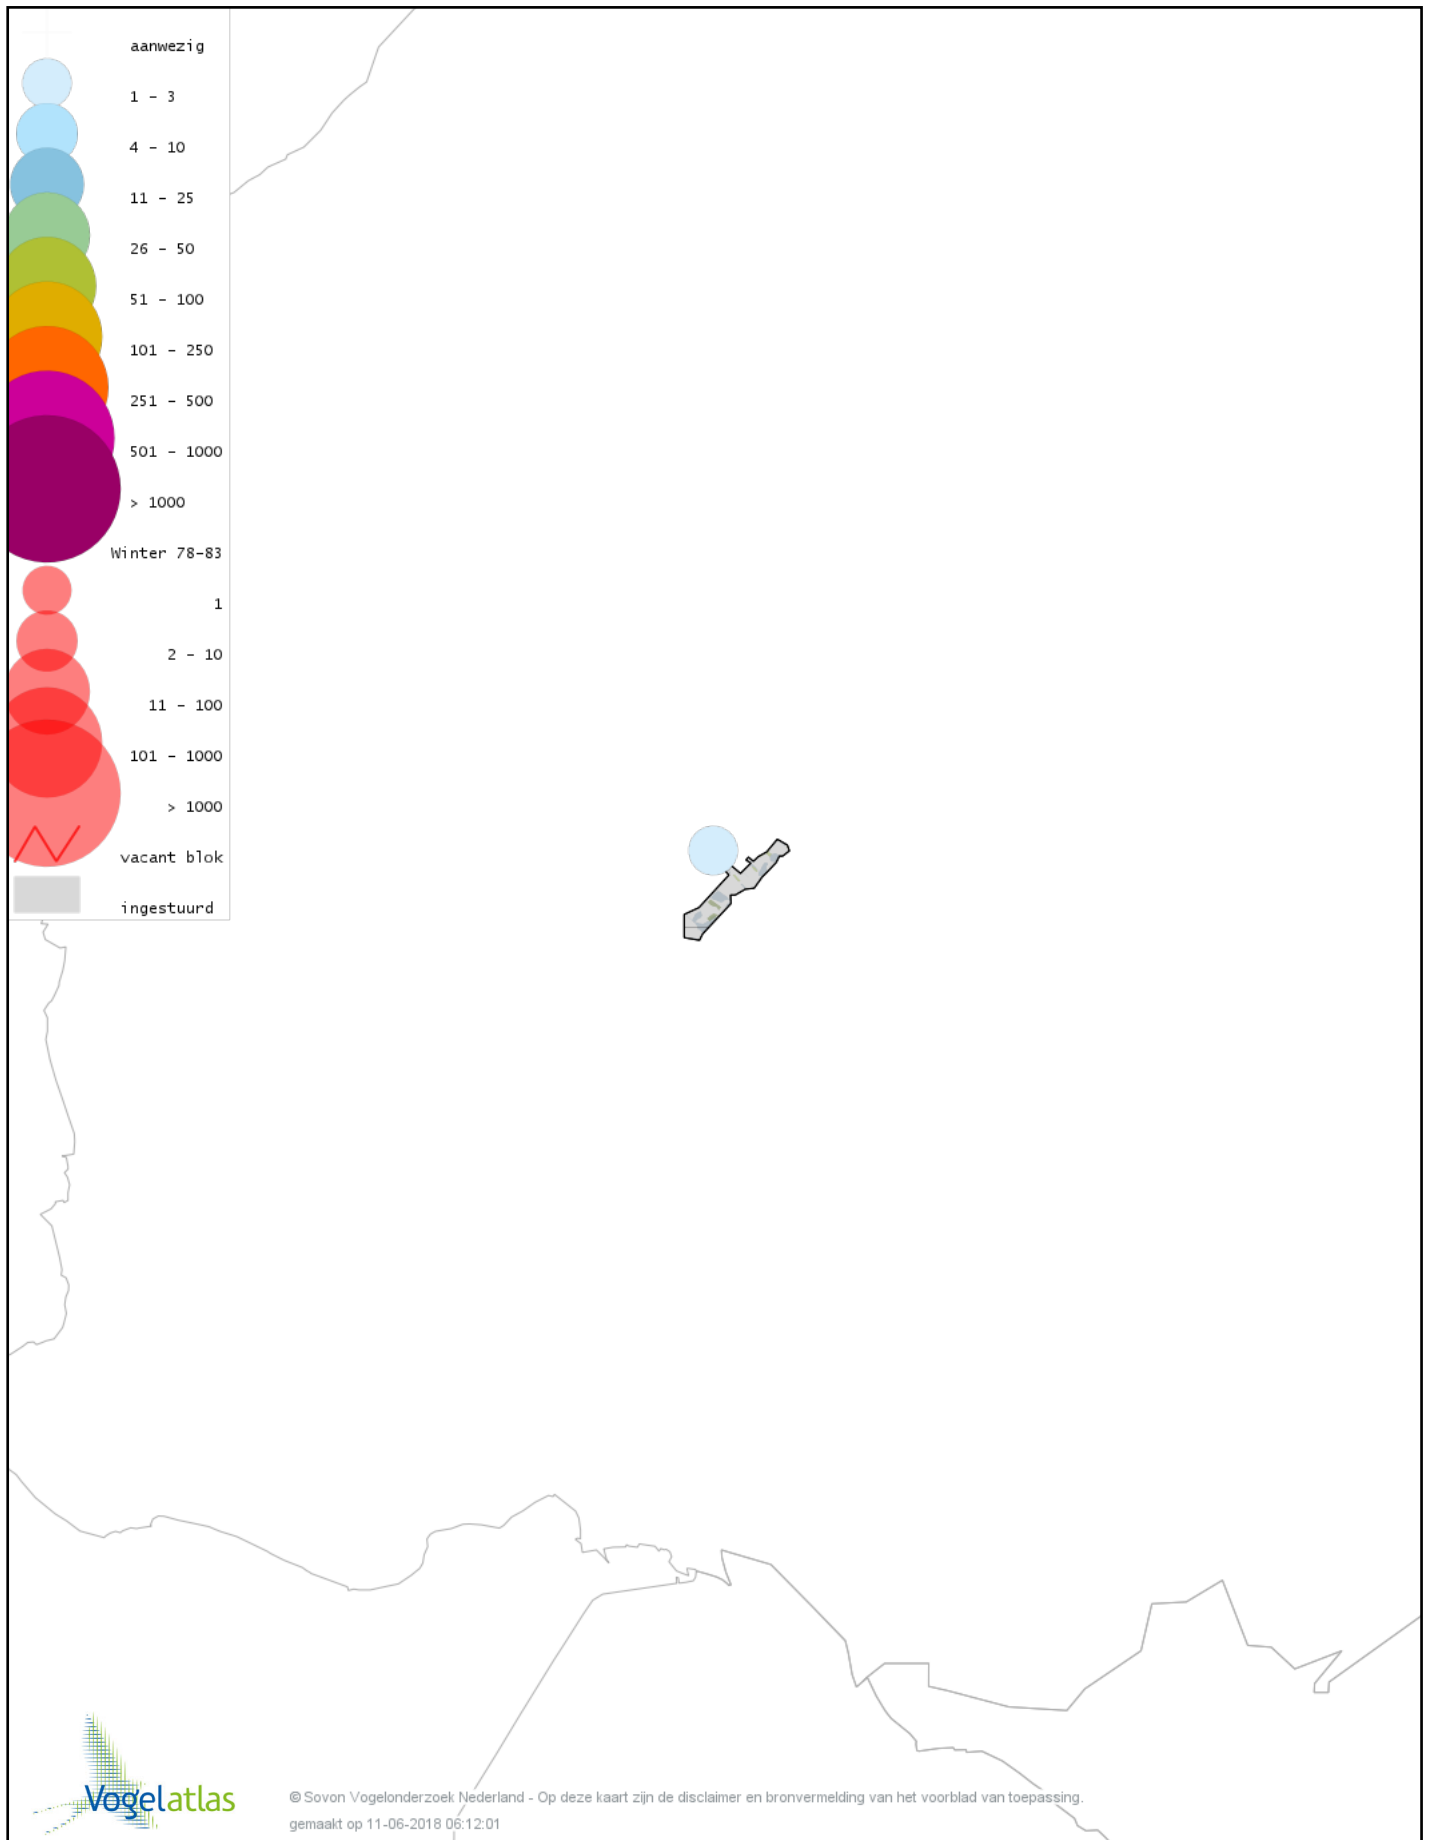 aanwezig
1 - 3
4 - 10
11 - 25
26 - 50
51 - 100
101 - 250
251 - 500
501 - 1000
> 1000
Winter 78-83
1
2 - 10
11 - 100
101 - 1000
> 1000
vacant blok
ingestuurd
Vogelatlas
© Sovon Vogelonderzoek Nederland - Op deze kaart zijn de disclaimer en bronvermelding van het voorblad van toepassing.
gemaakt op 11-06-2018 06:12:01